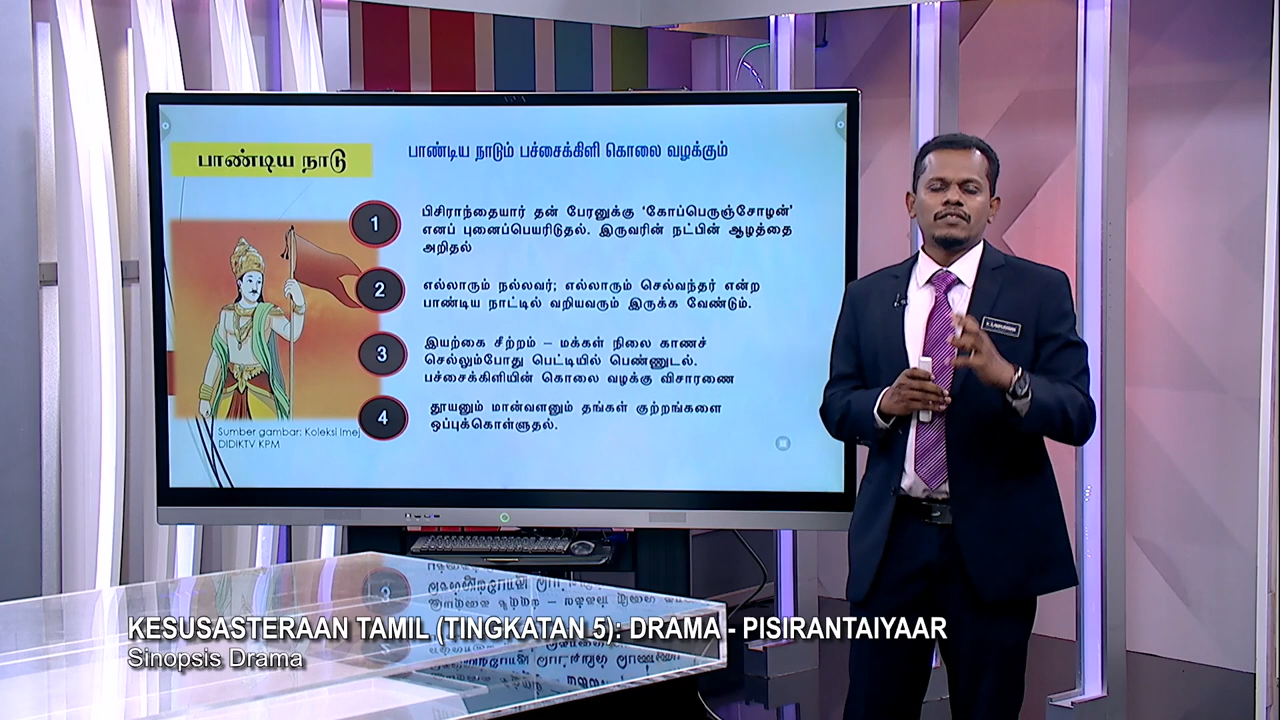 பாண்டிய நாடு
பாண்டிய நாடும் பச்சைக்கிளி கொலை வழக்கும்
1
பிசிராந்தையார் தன் பேரனுக்கு ‘கோப்பெருஞ்சோழன்’
எனப் புனைப்பெயரிடுதல். இருவரின் நட்பின் ஆழத்தை
அறிதல்
2
எல்லாரும் நல்லவர்; எல்லாரும் செல்வந்தர் என்ற
பாண்டிய நாட்டில் வறியவரும் இருக்க வேண்டும்.
3
இயற்கை சீற்றம் – மக்கள் நிலை காணச்
செல்லும்போது பெட்டியில் பெண்ணுடல்.
பச்சைக்கிளியின் கொலை வழக்கு விசாரணை
4
தூயனும் மான்வளனும் தங்கள் குற்றங்களை
ஒப்புக்கொள்ளுதல்.
Sumber gambar: Koleksi Imej
DIDIKTV KPM
KESUSASTERAAN TAMIL (TINGKATAN 5): DRAMA - PISIRANTAIYAAR
Sinopsis Drama